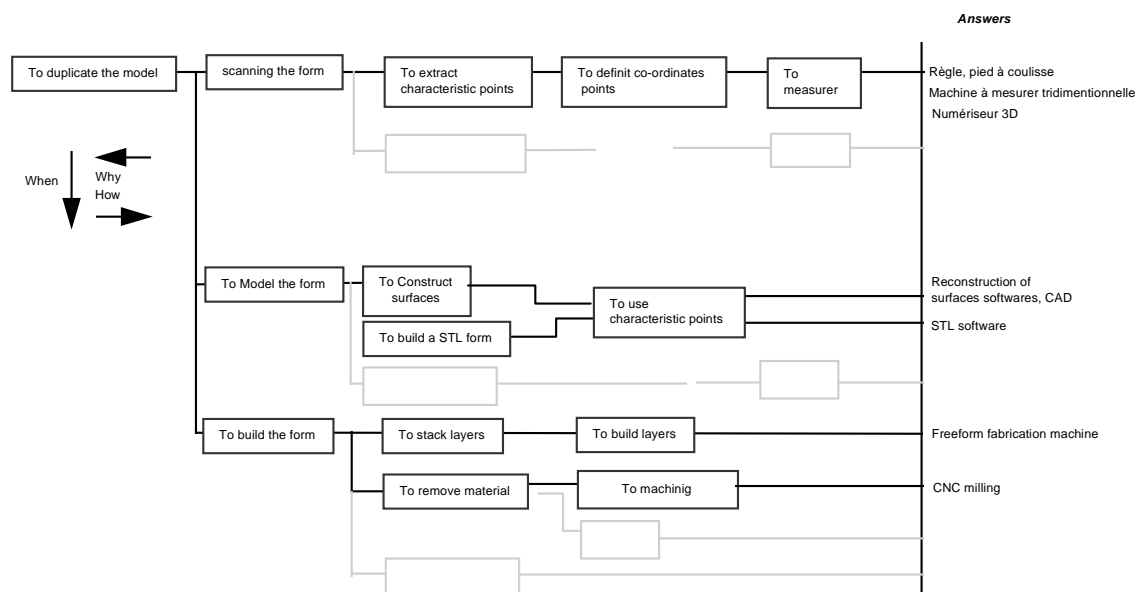 Answers
To duplicate the model
scanning the form
To extract
characteristic points
To definit co-ordinates
points
To
measurer
Règle, pied à coulisse
Machine à mesurer tridimentionnelle
Numériseur 3D
When
Why
How
To Model the form
To Construct
surfaces
To build a STL form
To use
characteristic points
Reconstruction of
surfaces softwares, CAD
STL software
To build the form
To stack layers
To build layers
Freeform fabrication machine
To remove material
To machinig
CNC milling